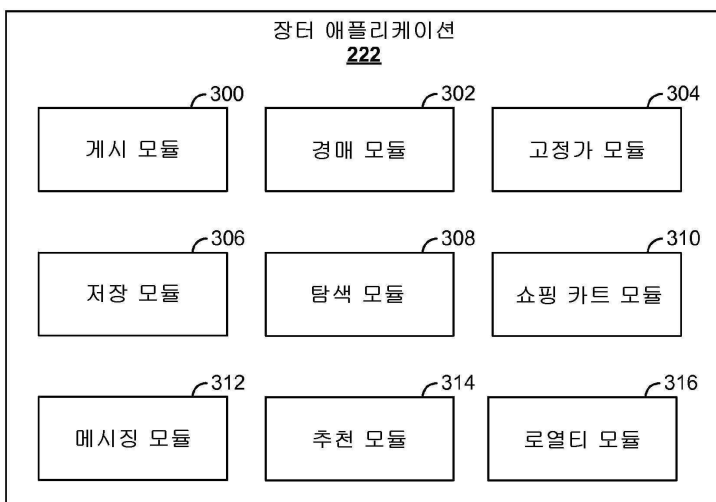 장터 애플리케이션
222
300
302
304
게시 모듈
경매 모듈
고정가 모듈
306
308
310
저장 모듈
탐색 모듈
쇼핑 카트 모듈
312
314
316
메시징 모듈
추천 모듈
로열티 모듈